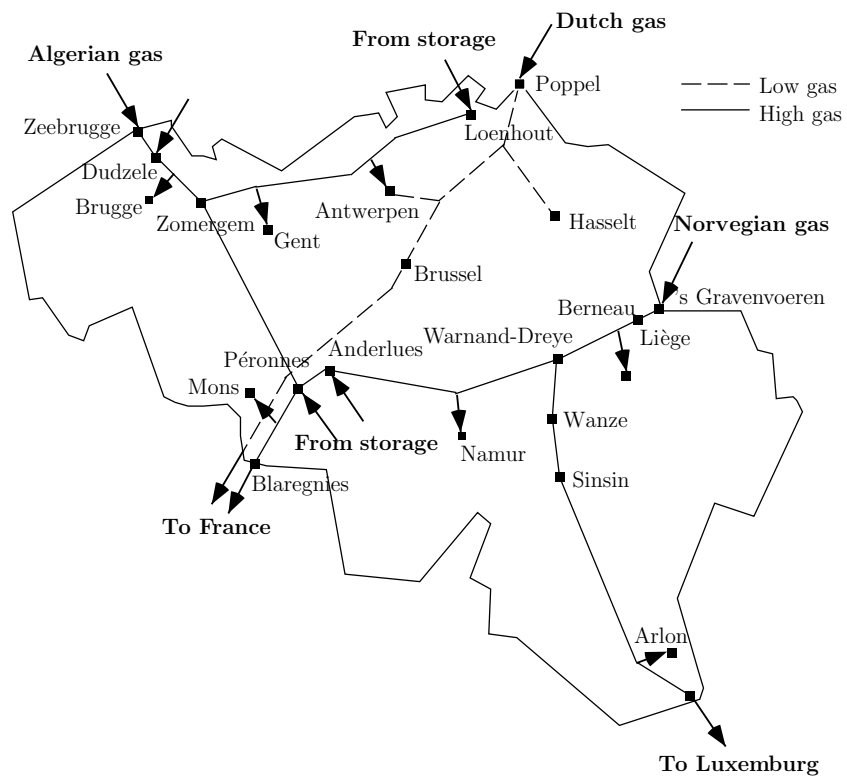 Dutch gas
From storage
Algerian gas
Poppel
Low gas
High gas
Zeebrugge
Loenhout
Dudzele
Brugge
Antwerpen
Zomergem
Gent
Hasselt
Norvegian gas
Brussel
's Gravenvoeren
Berneau
Warnand-Dreye
Liège
Péronnes
Anderlues
Mons
Wanze
From storage
Namur
Sinsin
Blaregnies
To France
Arlon
To Luxemburg